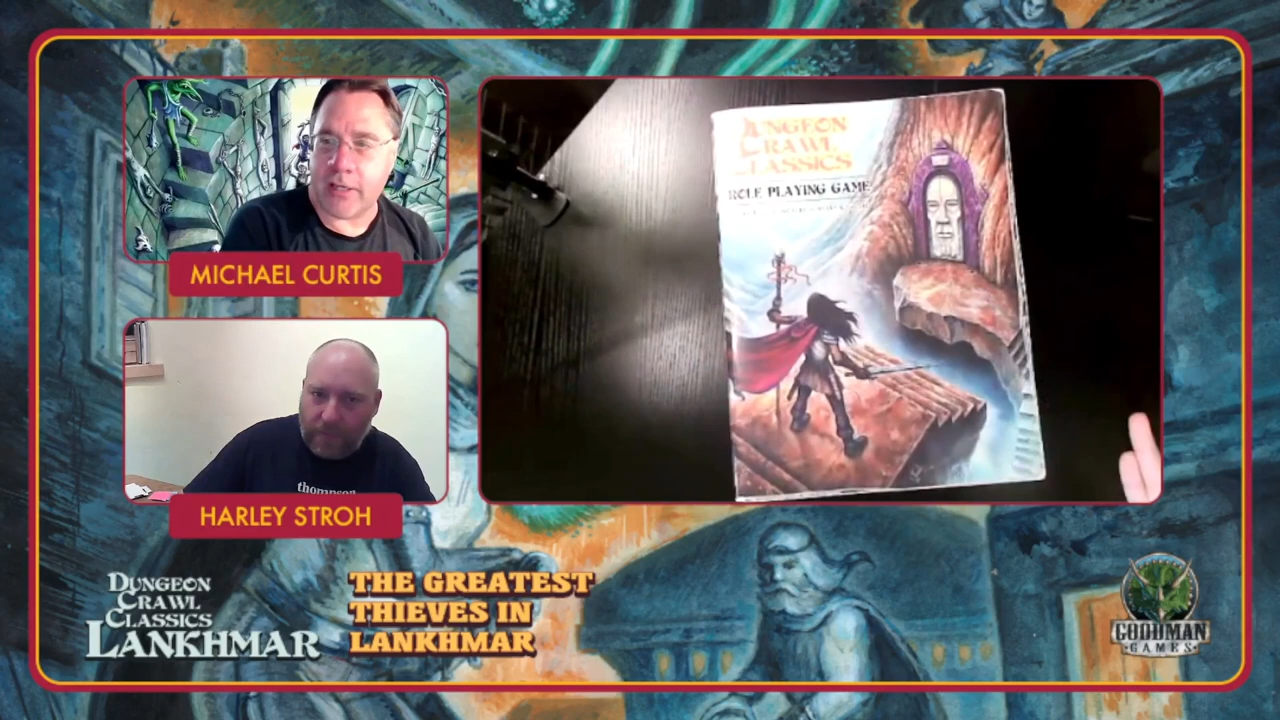 MICHAEL CURTIS
DUNGEON
CRAWL
CLASSICS
ROLE PLAYING GAME
thompson
HARLEY STROH
DUNGEON
CRAWL
CLASSICS
LANKHMAR
THE GREATEST
THIEVES IN
LANKHMAR
GOODMAN
GAMES